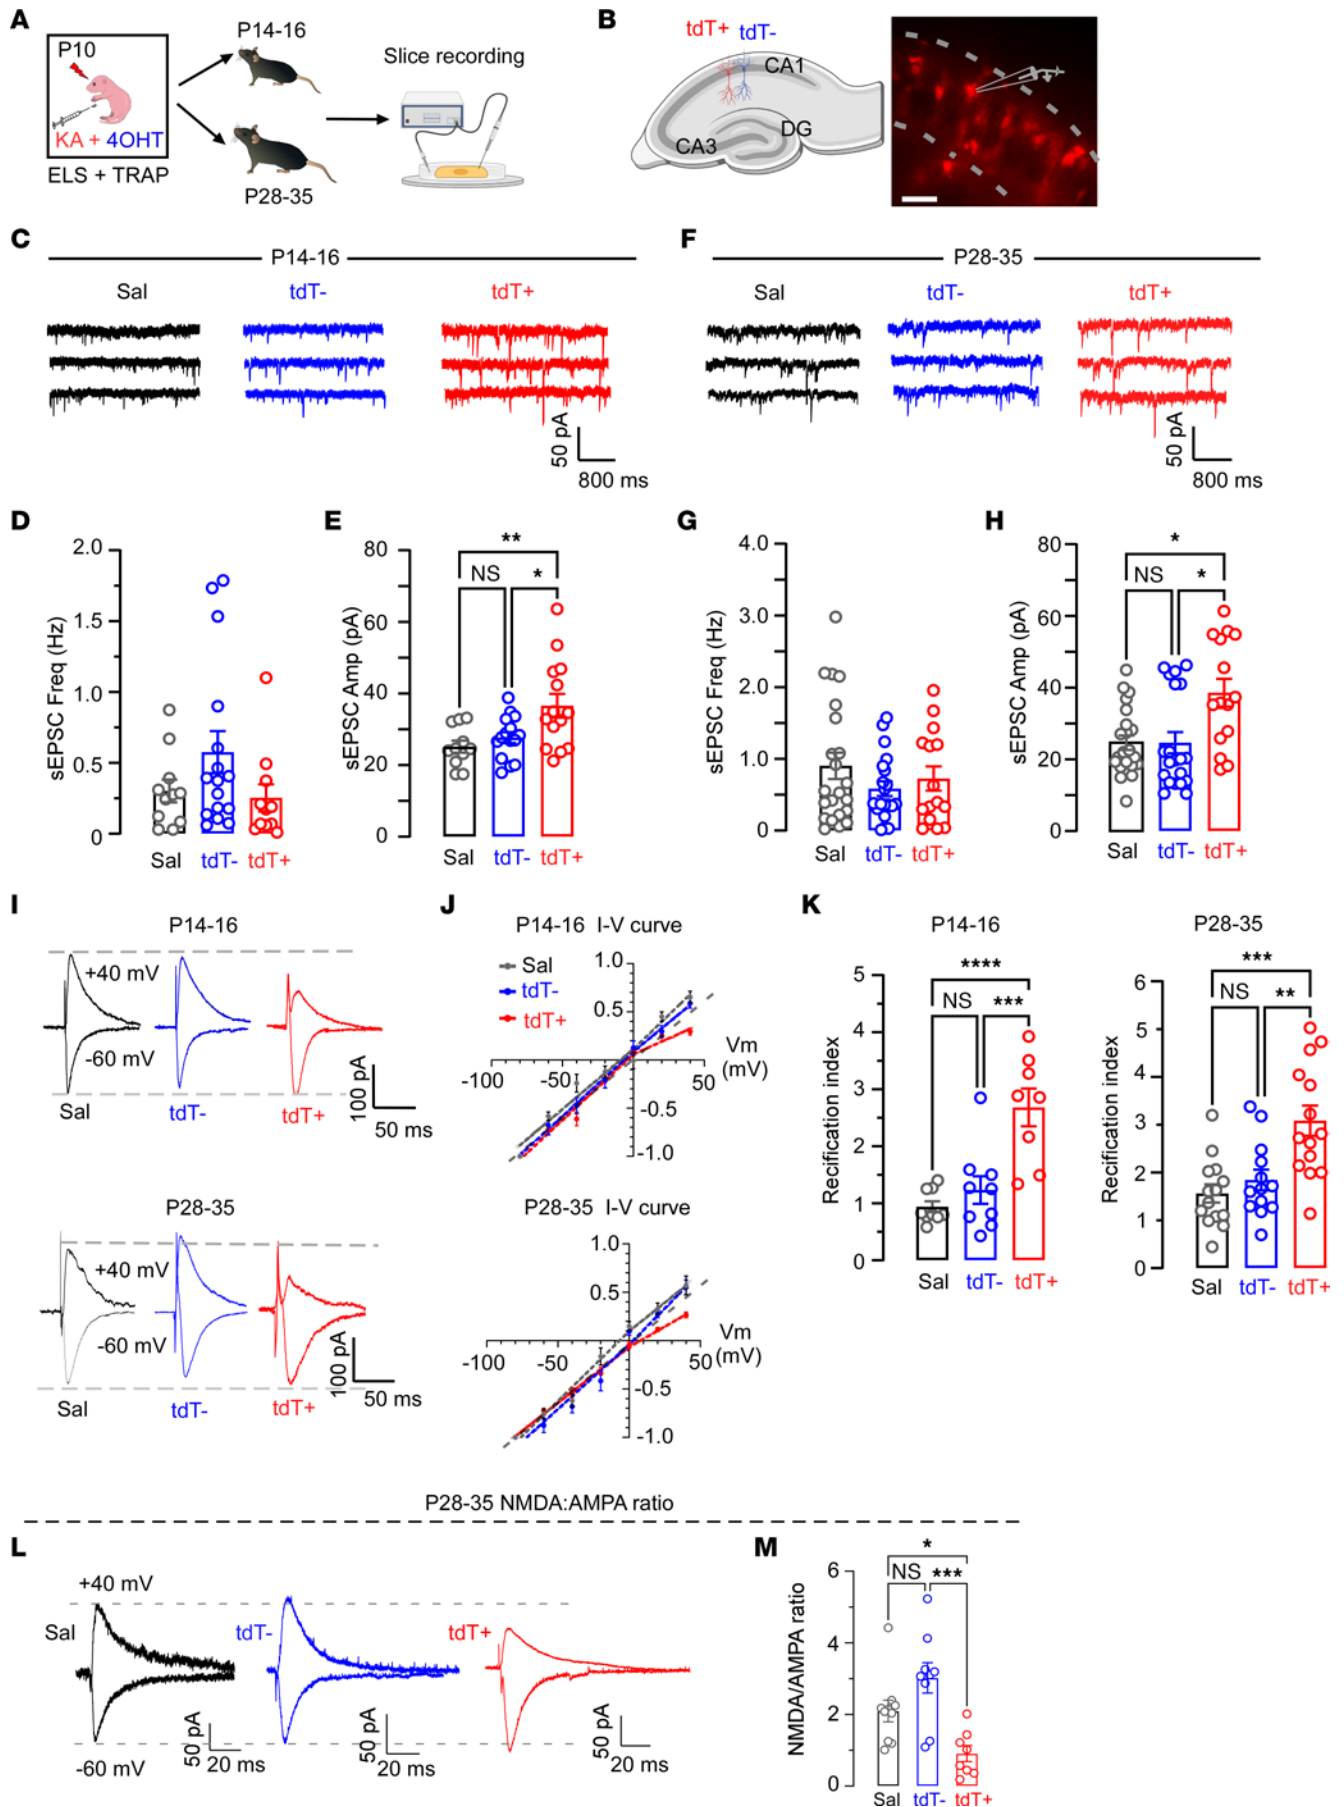 A
P10
KA + 4OHT
ELS + TRAP
P14-16
P28-35
Slice recording
B
tdT+ tdT-
CA1
DG
CA3
C
P14-16
Sal tdT- tdT+
50 pA
800 ms
F
P28-35
Sal tdT- tdT+
50 pA
800 ms
D
sEPSC Freq (Hz)
2.0
1.5
1.0
0.5
0
Sal tdT- tdT+
E
sEPSC Amp (pA)
80
60
40
20
0
**
NS *
Sal tdT- tdT+
G
sEPSC Freq (Hz)
4.0
3.0
2.0
1.0
0
Sal tdT- tdT+
H
sEPSC Amp (pA)
80
60
40
20
0
*
NS *
Sal tdT- tdT+
I
P14-16
+40 mV
-60 mV
Sal tdT- tdT+
100 pA
50 ms
P28-35
+40 mV
-60 mV
Sal tdT- tdT+
100 pA
50 ms
J
P14-16 I-V curve
Sal
tdT-
tdT+
1.0
0.5
Vm
(mV)
-100 -50 50
-0.5
-1.0
P28-35 I-V curve
1.0
0.5
Vm
(mV)
-100 -50 50
-0.5
-1.0
K
P14-16
Recification index
5
4
3
2
1
0
****
NS ***
Sal tdT- tdT+
P28-35
Recification index
6
5
4
3
2
1
0
***
NS **
Sal tdT- tdT+
P28-35 NMDA:AMPA ratio
L
+40 mV
Sal
-60 mV
50 pA
20 ms
tdT-
50 pA
20 ms
tdT+
50 pA
20 ms
M
NMDA/AMPA ratio
6
4
2
0
*
NS ***
Sal tdT- tdT+